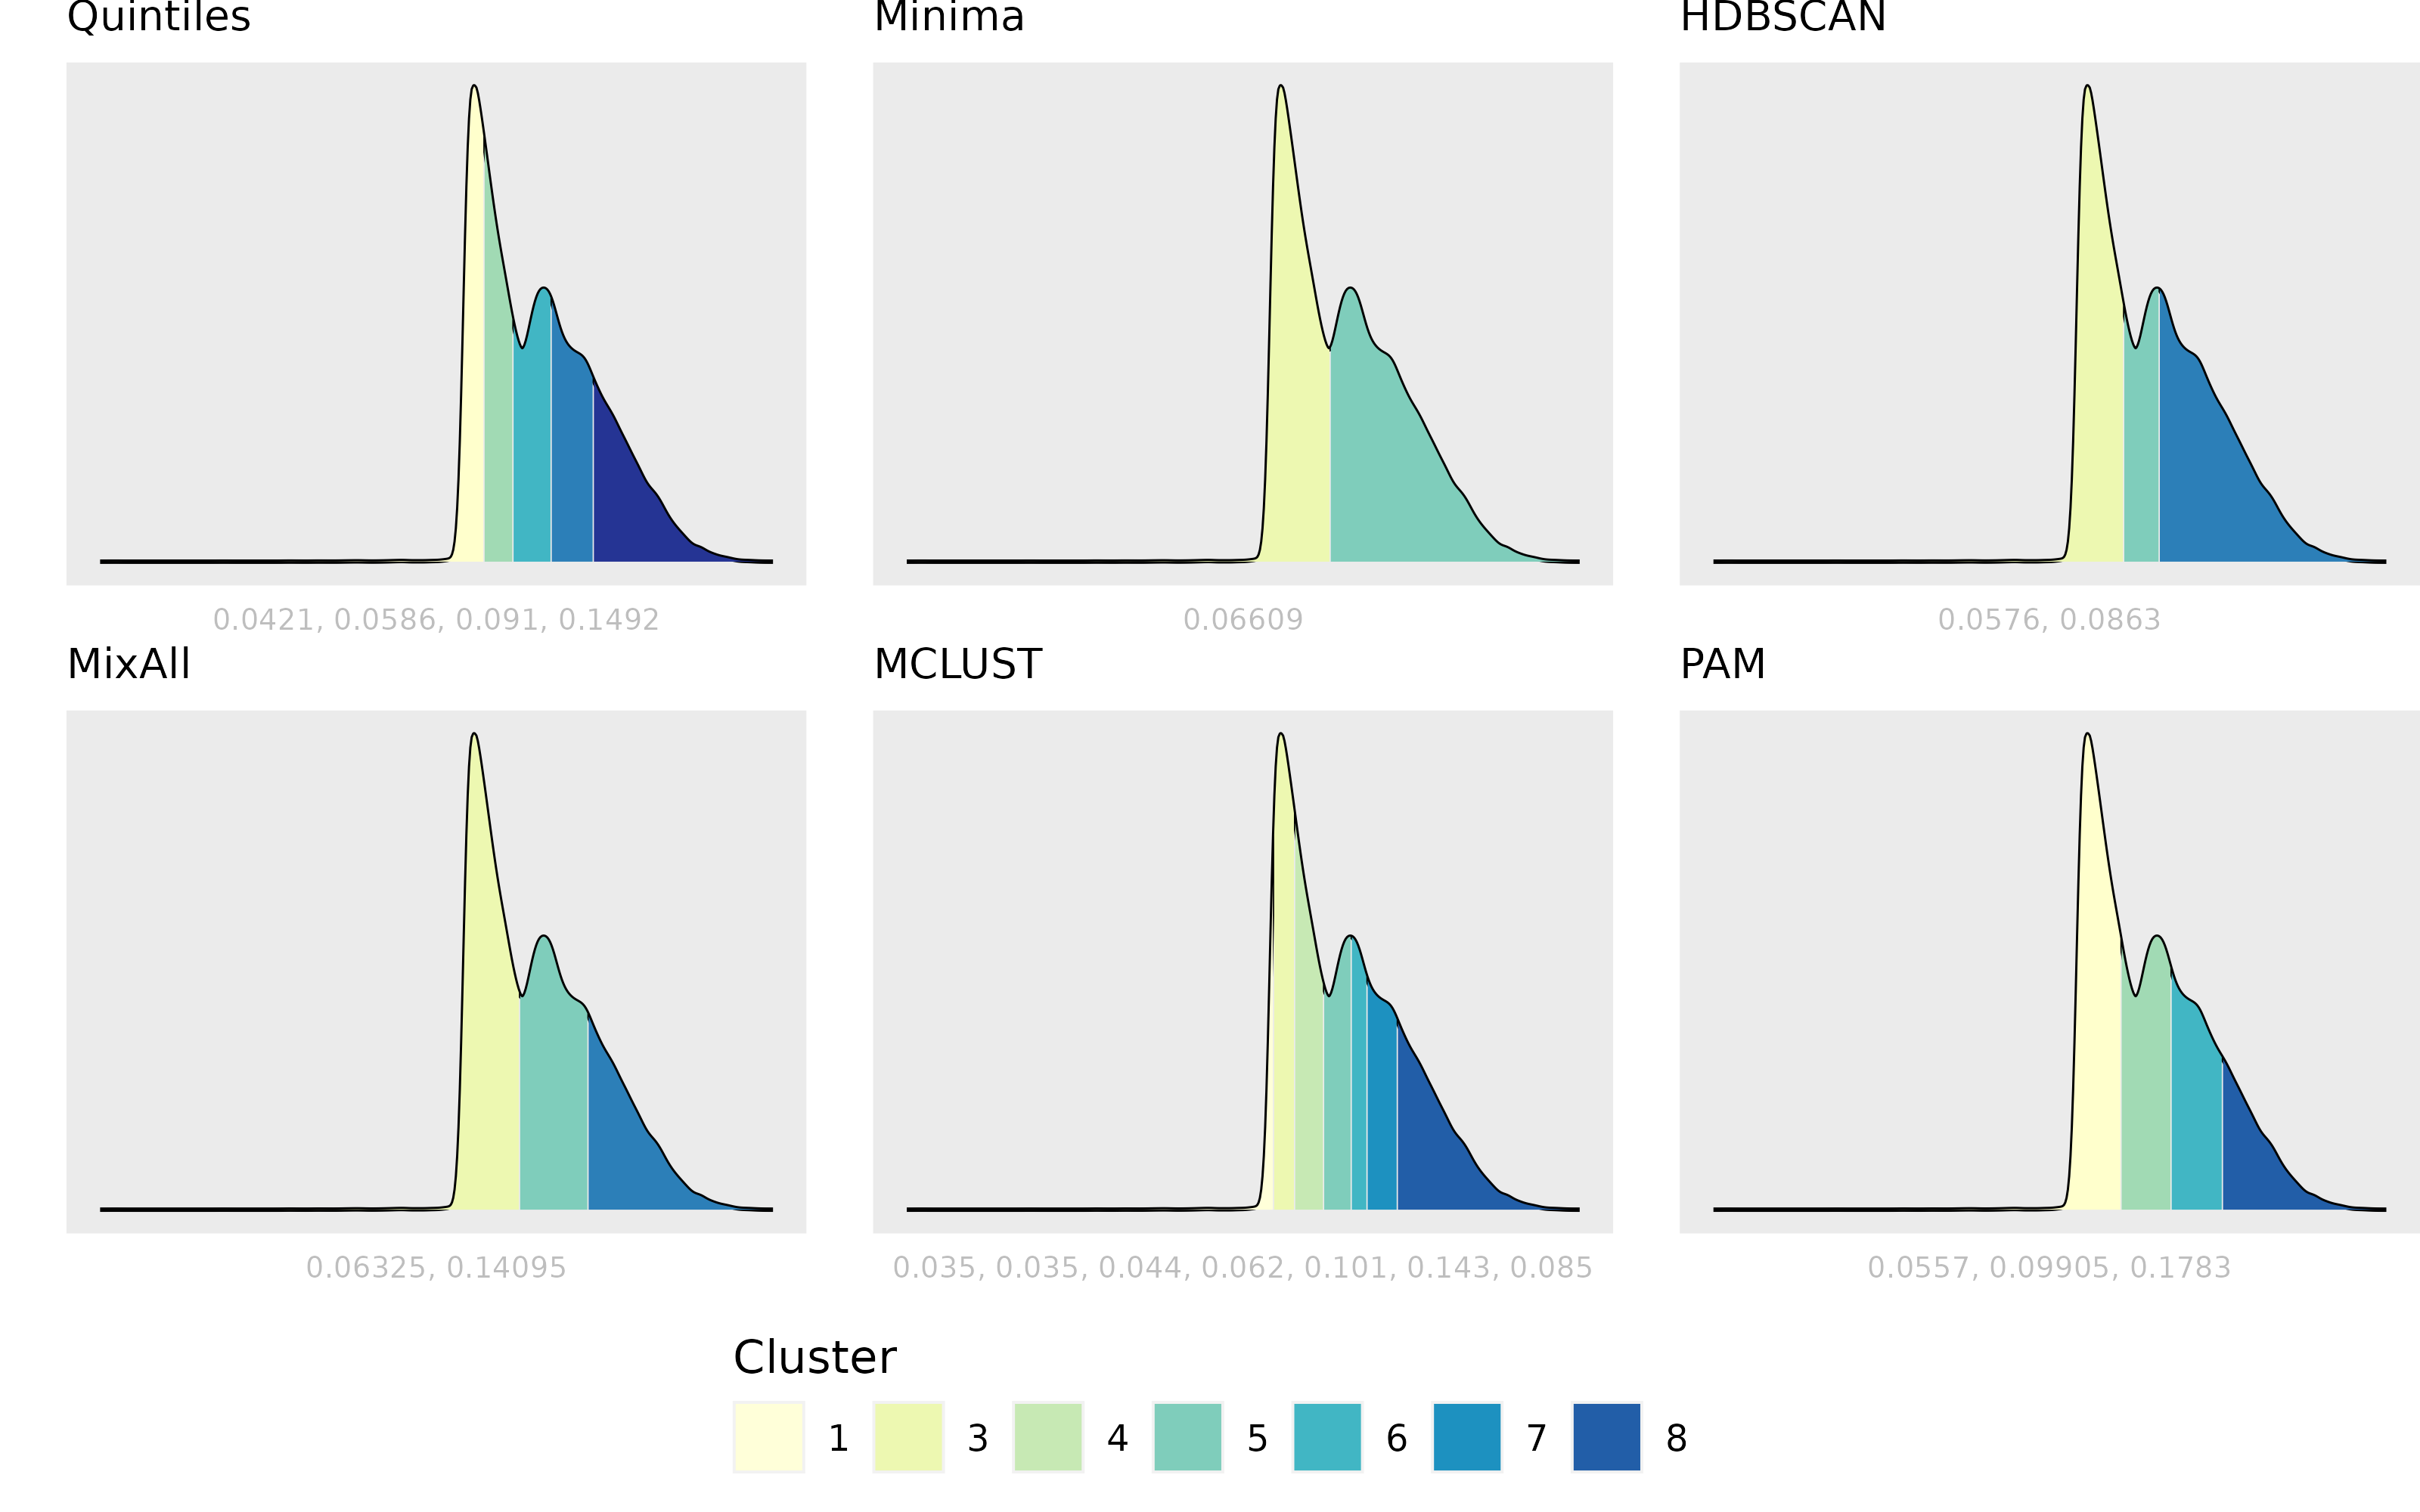 Quintiles
Minima
HDBSCAN
0.0421, 0.0586, 0.091, 0.1492
0.06609
0.0576, 0.0863
MixAll
MCLUST
PAM
0.06325, 0.14095
0.035, 0.035, 0.044, 0.062, 0.101, 0.143, 0.085
0.0557, 0.09905, 0.1783
Cluster
1 3 4 5 6 7 8